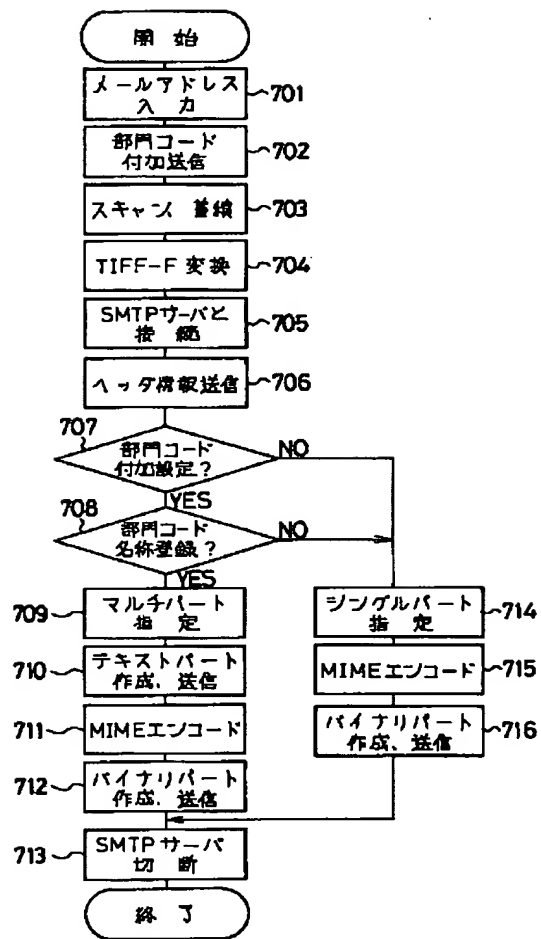 開始
メールアドレス
入力
701
部門コード
付加送信
702
スキャン、蓄積
703
TIFF-F変換
704
SMTPサーバと
接続
705
ヘッダ情報送信
706
707
部門コード
付加設定?
NO
YES
708
部門コード
名称登録?
NO
YES
709
マルチパート
指定
710
テキストパート
作成、送信
711
MIMEエンコード
712
バイナリパート
作成、送信
713
SMTPサーバ
切断
終了
シングルパート
指定
714
MIMEエンコード
715
バイナリパート
作成、送信
716